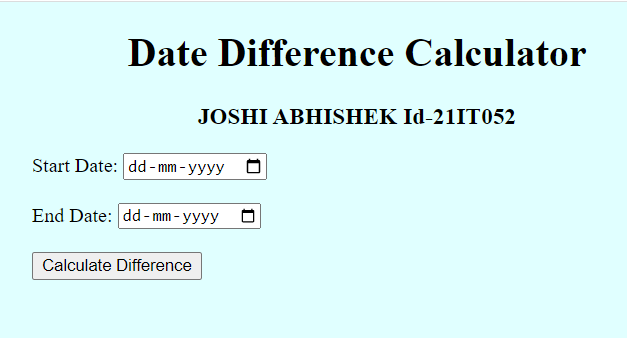 Date Difference Calculator
JOSHI ABHISHEK Id-21IT052
Start Date: dd-mm-yyyy
End Date: dd-mm-yyyy
Calculate Difference